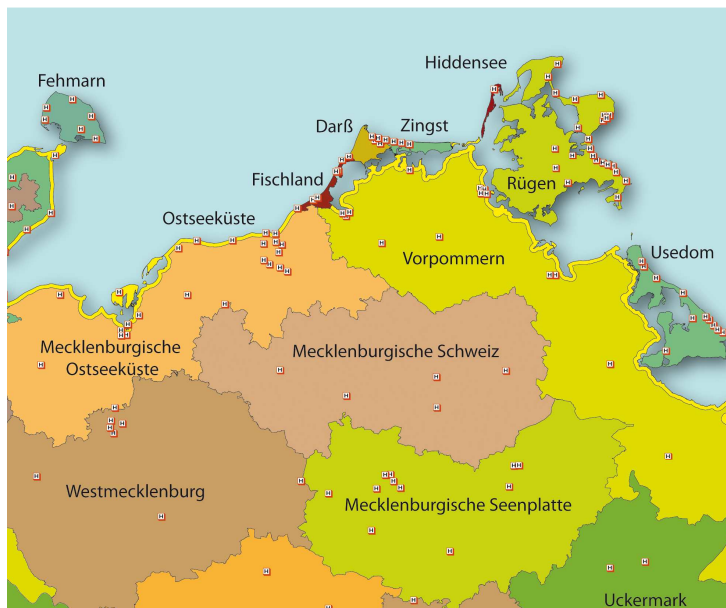 Hiddensee
Fehmarn
Darß
Zingst
Fischland
Rügen
Ostseeküste
Usedom
Vorpommern
Mecklenburgische
Ostseeküste
Mecklenburgische Schweiz
Westmecklenburg
Mecklenburgische Seenplatte
Uckermark